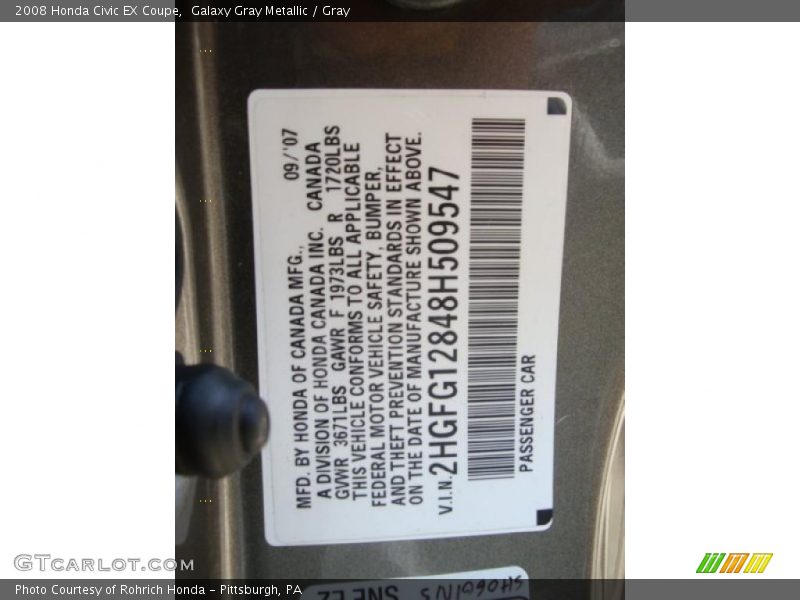 2008 Honda Civic EX Coupe,  Galaxy Gray Metallic / Gray
MFD. BY HONDA OF CANADA MFG., 09/'07
A DIVISION OF HONDA CANADA INC. CANADA
GVWR 3671LBS GAWR F 1973LBS R 1720LBS
THIS VEHICLE CONFORMS TO ALL APPLICABLE
FEDERAL MOTOR VEHICLE SAFETY, BUMPER,
AND THEFT PREVENTION STANDARDS IN EFFECT
ON THE DATE OF MANUFACTURE SHOWN ABOVE.
V.I.N. 2HGFG12848H509547
PASSENGER CAR
GTcarlot.com
Photo Courtesy of Rohrich Honda - Pittsburgh, PA